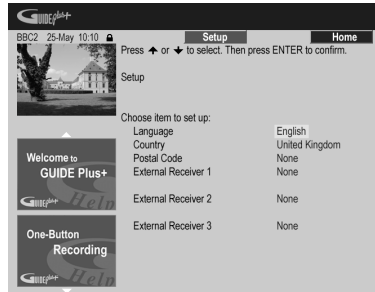 GUIDE plus+
BBC2 25-May 10:10 Setup Home
Press ↑ or ↓ to select. Then press ENTER to confirm.
Setup
Choose item to set up:
Language English
Country United Kingdom
Postal Code None
External Receiver 1 None
External Receiver 2 None
External Receiver 3 None
Welcome to
GUIDE Plus+
GUIDE plus+ Help
One-Button
Recording
GUIDE plus+ Help